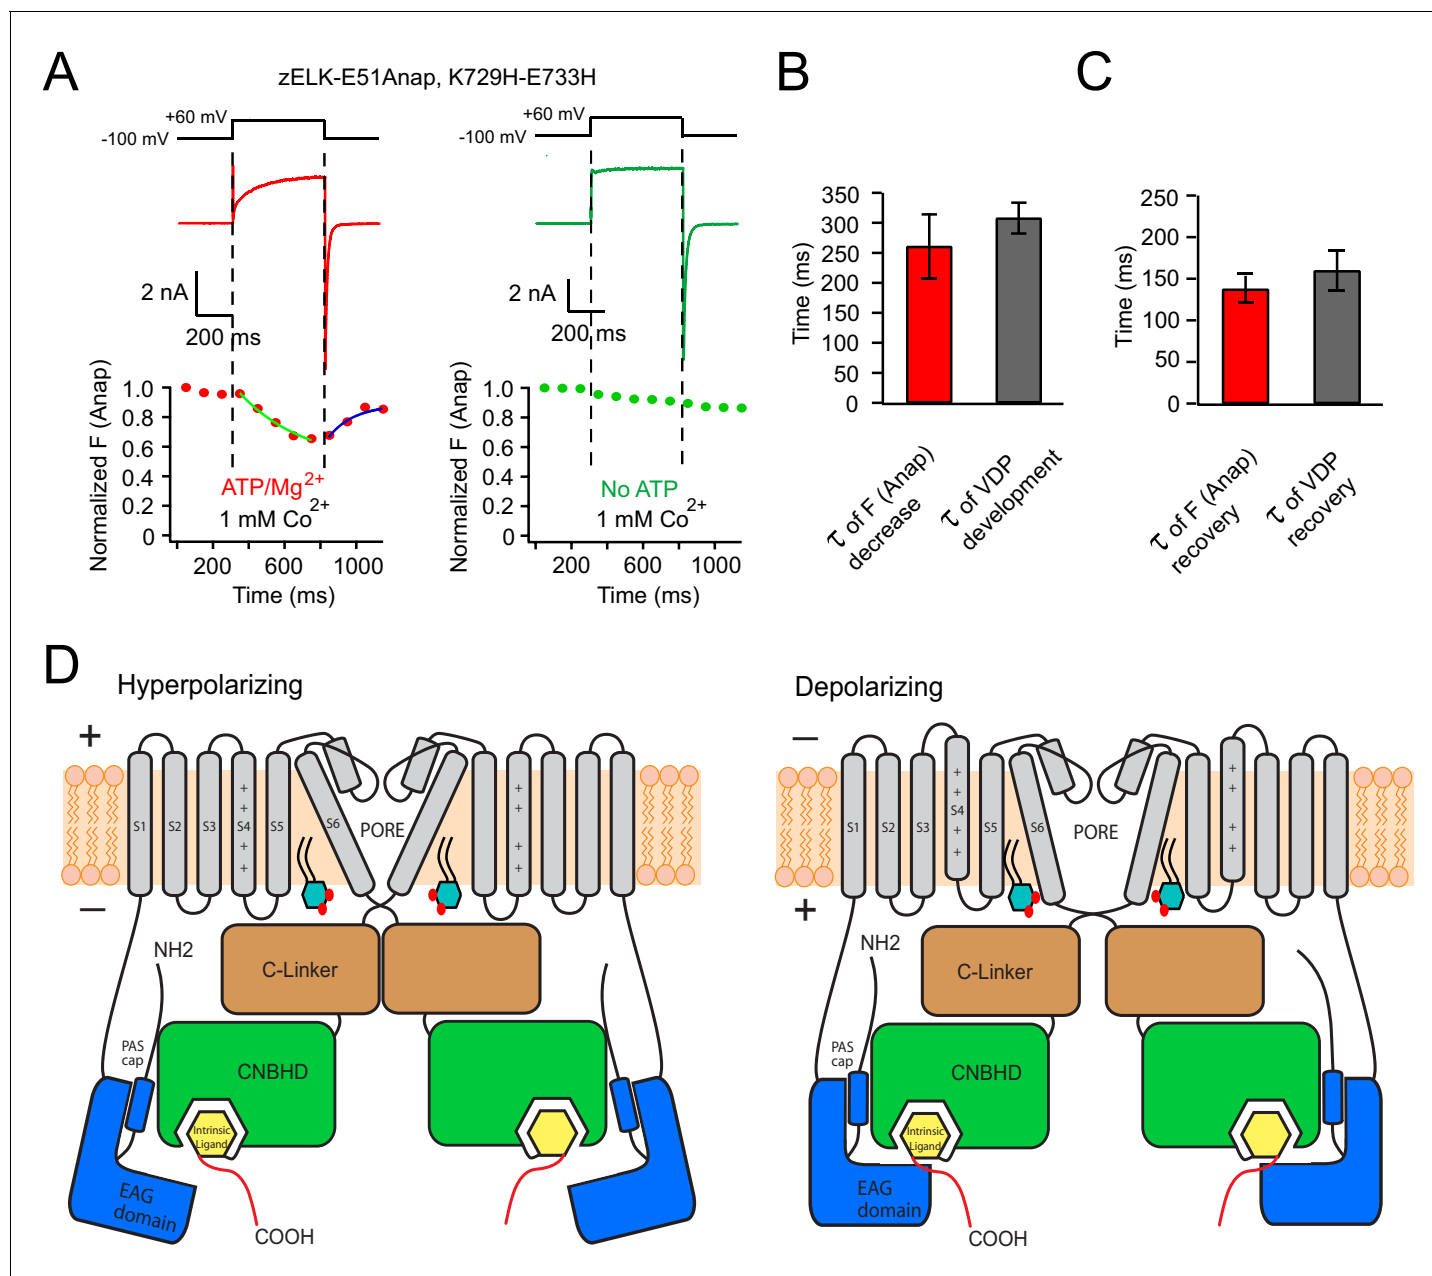 A
zELK-E51Anap, K729H-E733H
+60 mV
-100 mV
2 nA
200 ms
Normalized F (Anap)
1.0
0.8
0.6
0.4
0.2
0
ATP/Mg2+
1 mM Co2+
200 600 1000
Time (ms)
+60 mV
-100 mV
2 nA
200 ms
Normalized F (Anap)
1.0
0.8
0.6
0.4
0.2
0
No ATP
1 mM Co2+
200 600 1000
Time (ms)
B
Time (ms)
350
300
250
200
150
100
50
0
τ of F (Anap)
decrease
τ of VDP
development
C
Time (ms)
250
200
150
100
50
0
τ of F (Anap)
recovery
τ of VDP
recovery
D
Hyperpolarizing
+
S1 S2 S3 + + S4 + + S5 S6 PORE + + + +
−
NH2
C-Linker
PAS
cap
CNBHD
Intrinsic
Ligand
EAG
domain
COOH
Depolarizing
−
S1 S2 S3 + + S4 + + S5 S6 PORE + + + +
+
NH2
C-Linker
PAS
cap
CNBHD
Intrinsic
Ligand
EAG
domain
COOH